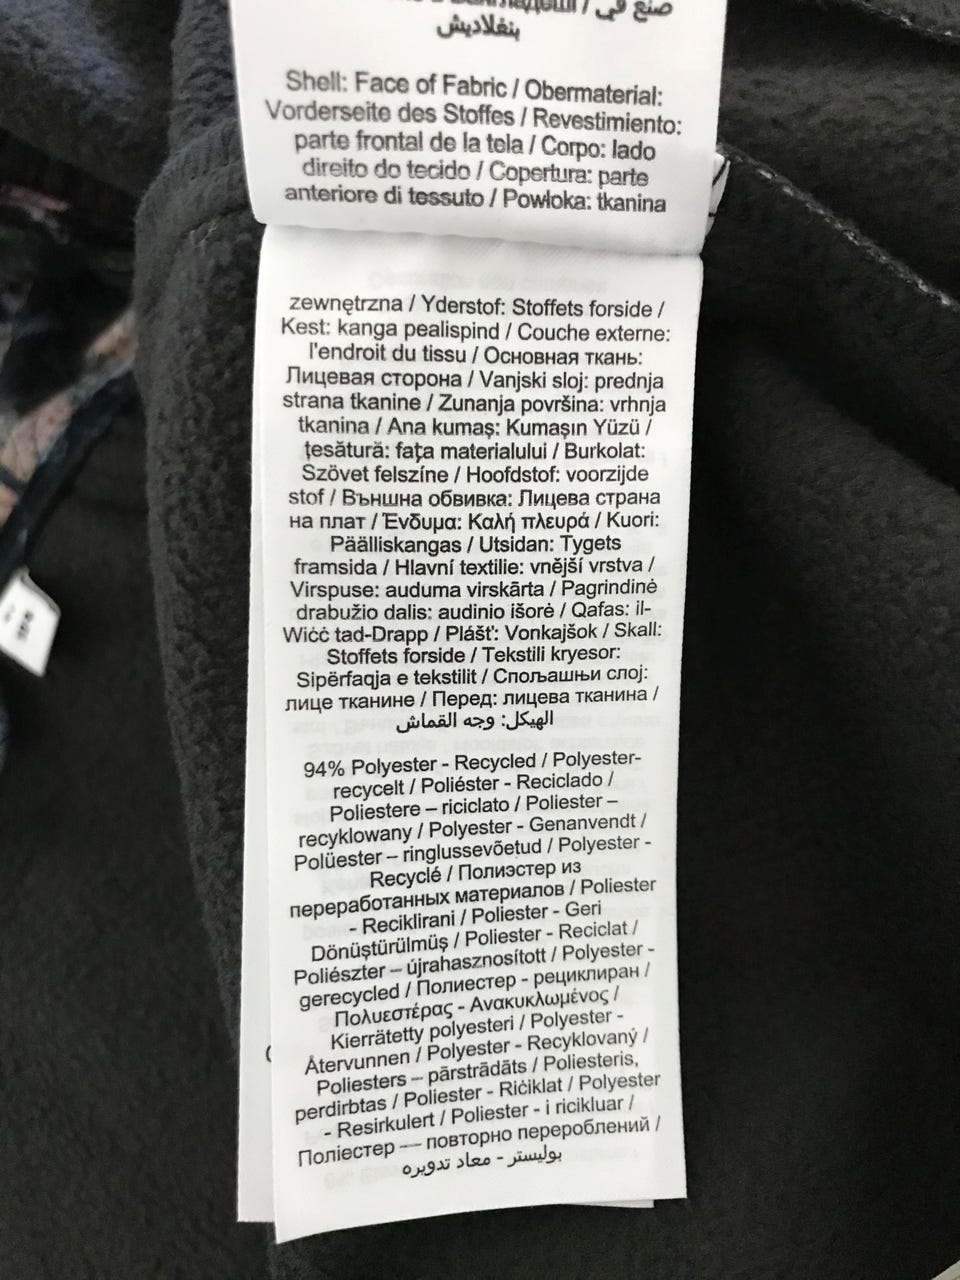 صنع في /
بنغلاديش
Shell: Face of Fabric / Obermaterial:
Vorderseite des Stoffes / Revestimiento:
parte frontal de la tela / Corpo: lado
direito do tecido / Copertura: parte
anteriore di tessuto / Powłoka: tkanina
zewnętrzna / Yderstof: Stoffets forside /
Kest: kanga pealispind / Couche externe:
l'endroit du tissu / Основная ткань:
Лицевая сторона / Vanjski sloj: prednja
strana tkanine / Zunanja površina: vrhnja
tkanina / Ana kumaş: Kumaşın Yüzü /
țesătură: fața materialului / Burkolat:
Szövet felszíne / Hoofdstof: voorzijde
stof / Външна обвивка: Лицева страна
на плат / Ένδυμα: Καλή πλευρά / Kuori:
Päälliskangas / Utsidan: Tygets
framsida / Hlavní textilie: vnější vrstva /
Virspuse: auduma virskārta / Pagrindinė
drabužio dalis: audinio išorė / Qafas: il-
Wiċċ tad-Drapp / Plášť: Vonkajšok / Skall:
Stoffets forside / Tekstili kryesor:
Sipërfaqja e tekstilit / Спољашњи слој:
лице тканине / Перед: лицева тканина /
الهيكل: وجه القماش
94% Polyester - Recycled / Polyester-
recycelt / Poliéster - Reciclado /
Poliestere – riciclato / Poliester –
recyklowany / Polyester - Genanvendt /
Polüester – ringlussevõetud / Polyester -
Recyclé / Полиэстер из
переработанных материалов / Poliester
- Reciklirani / Poliester - Geri
Dönüştürülmüş / Poliester - Reciclat /
Poliészter – újrahasznosított / Polyester -
gerecycled / Полиестер - рециклиран /
Πολυεστέρας - Ανακυκλωμένος /
Kierrätetty polyesteri / Polyester -
Återvunnen / Polyester - Recyklovaný /
Poliesters – pārstrādāts / Poliesteris,
perdirbtas / Poliester - Riċiklat / Polyester
- Resirkulert / Poliester - i ricikluar /
Поліестер — повторно перероблений /
بوليستر - معاد تدويره